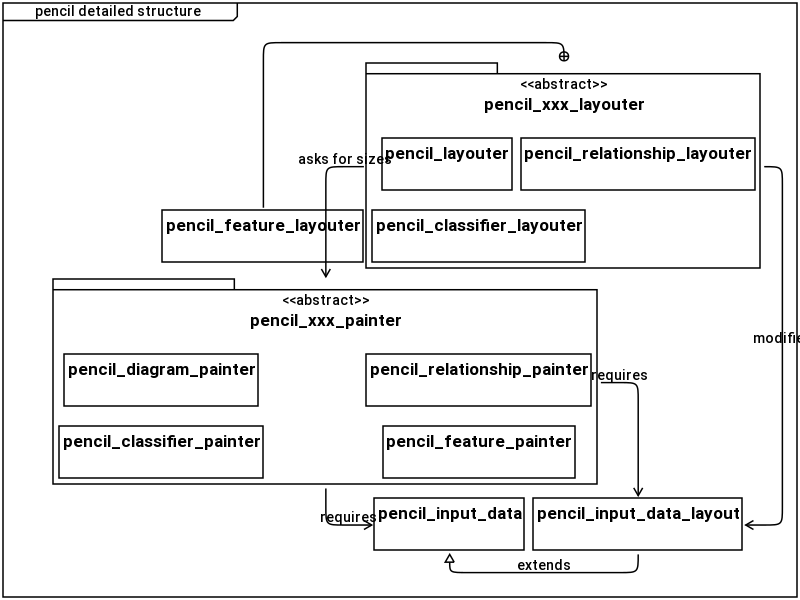 pencil detailed structure
<<abstract>>
pencil_xxx_layouter
asks for sizes
pencil_layouter
pencil_relationship_layouter
pencil_feature_layouter
pencil_classifier_layouter
<<abstract>>
pencil_xxx_painter
modifie
pencil_diagram_painter
pencil_relationship_painter
requires
pencil_classifier_painter
pencil_feature_painter
requires
pencil_input_data
pencil_input_data_layout
extends